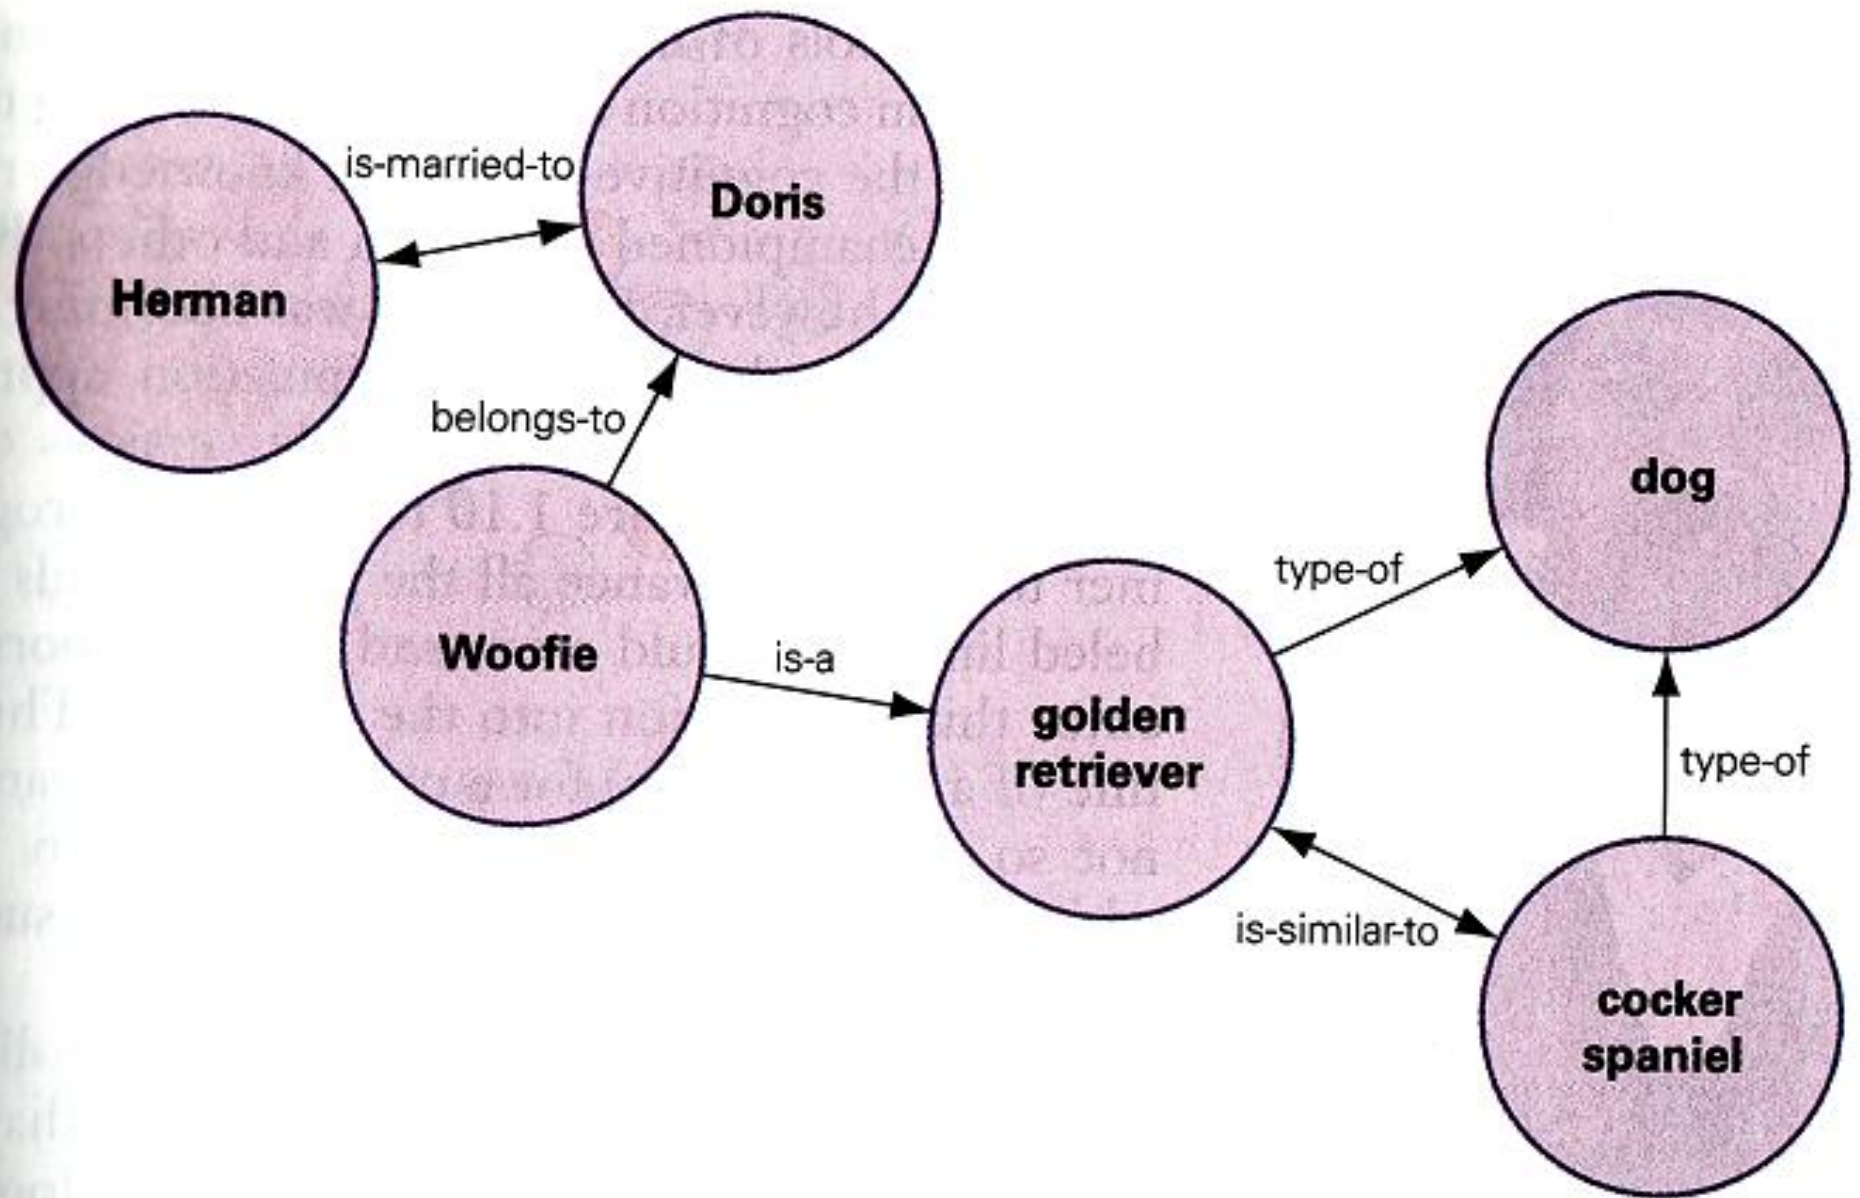 Herman
is-married-to
Doris
belongs-to
Woofie
is-a
golden
retriever
type-of
dog
type-of
is-similar-to
cocker
spaniel